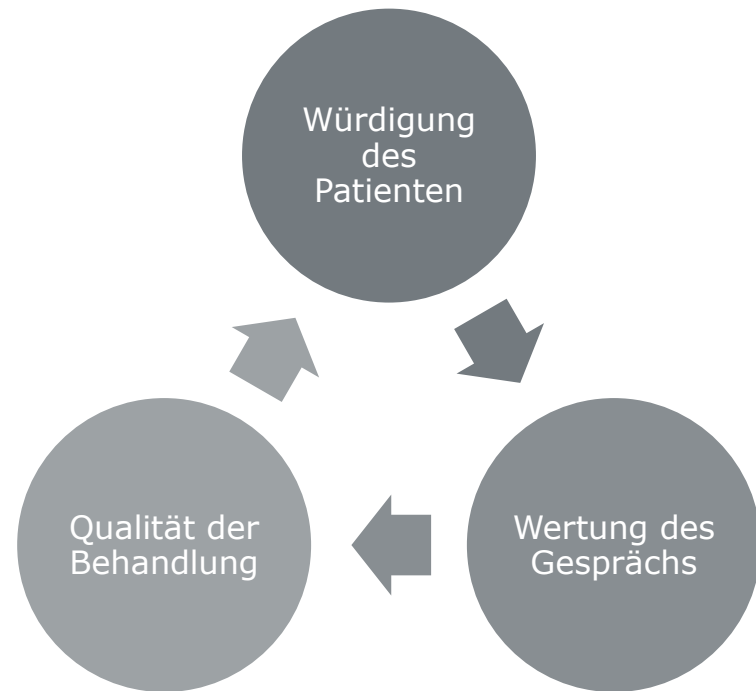 Würdigung
des
Patienten
Qualität der
Behandlung
Wertung des
Gesprächs